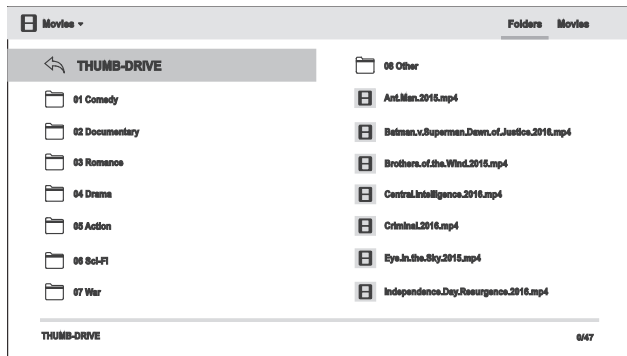 Movies
Folders Movies
THUMB-DRIVE
01 Comedy
02 Documentary
03 Romance
04 Drama
05 Action
06 Sci-Fi
07 War
08 Other
Ant.Man.2015.mp4
Batman.v.Superman.Dawn.of.Justice.2016.mp4
Brothers.of.the.Wind.2015.mp4
Central.Intelligence.2016.mp4
Criminal.2016.mp4
Eye.in.the.Sky.2015.mp4
Independence.Day.Resurgence.2016.mp4
THUMB-DRIVE
0/47